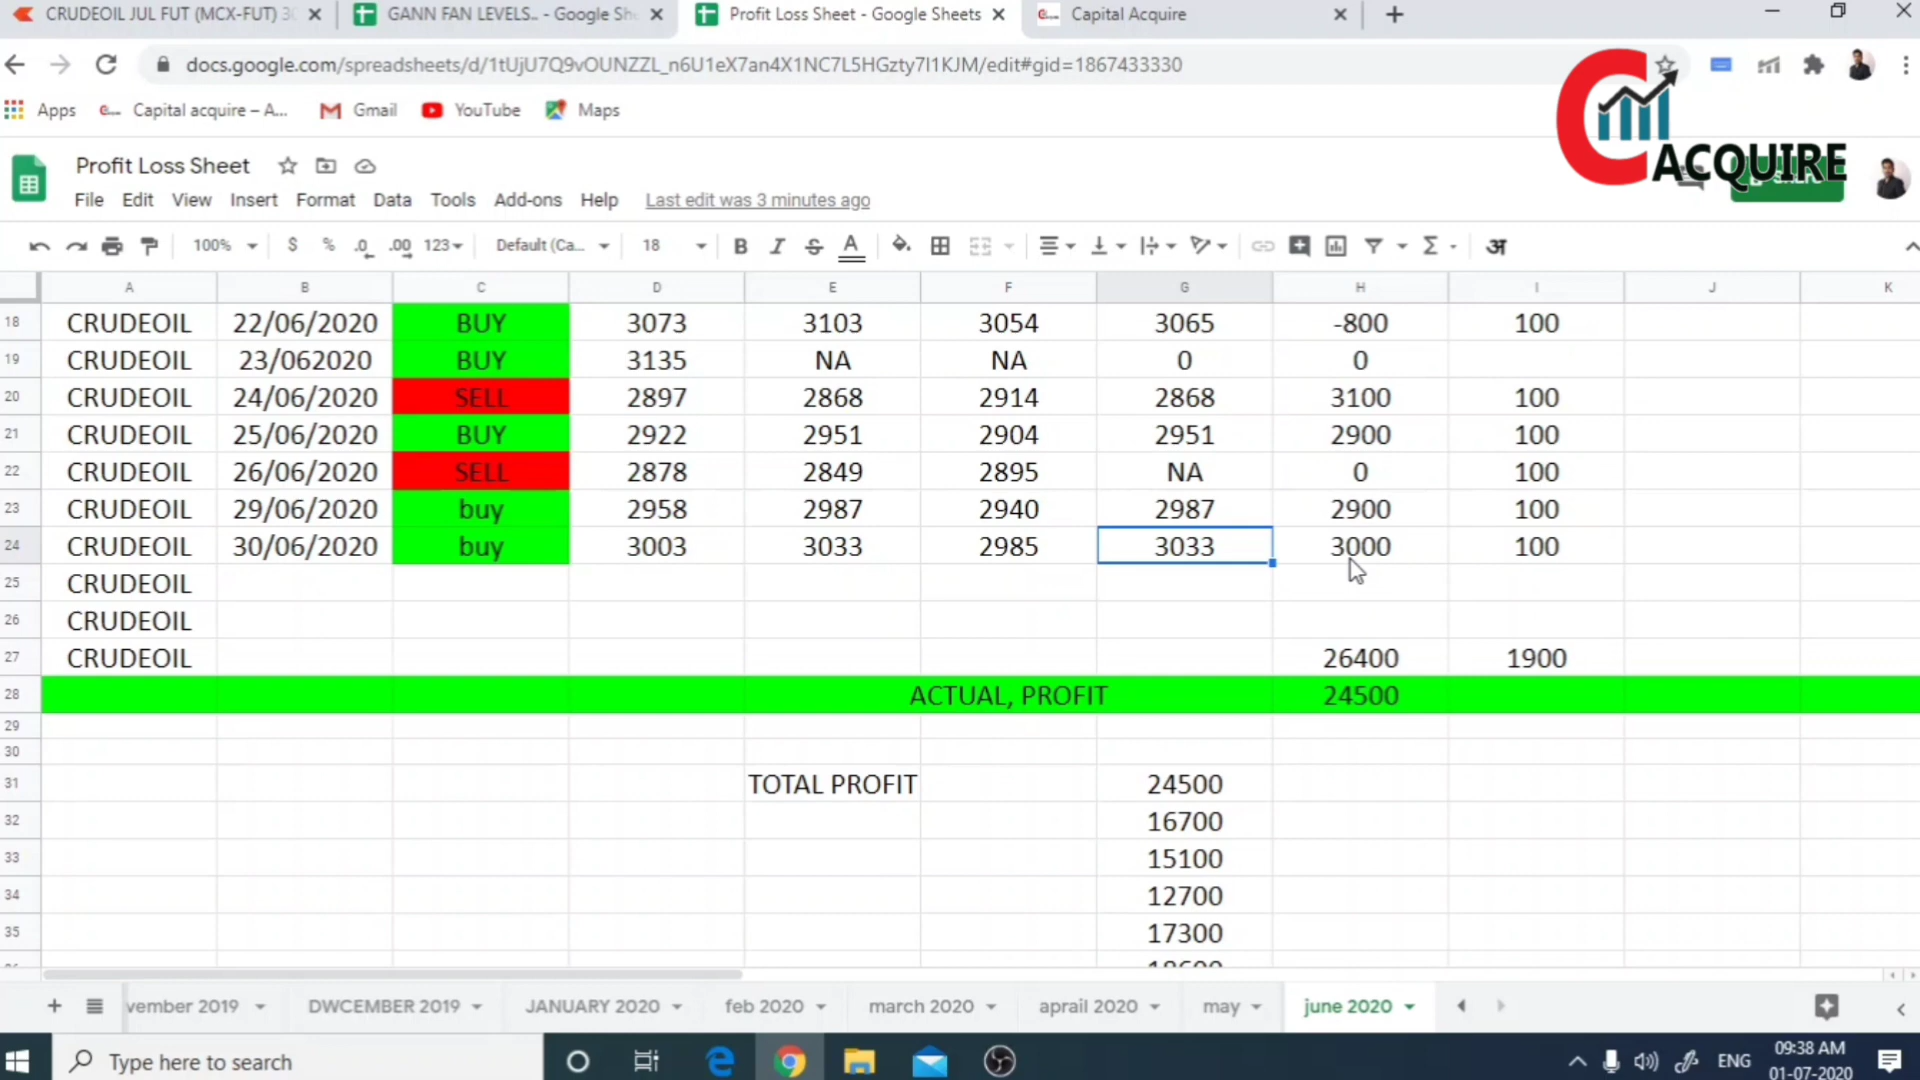 CRUDEOIL JUL FUT (MCX-FUT) 3 GANN FAN LEVELS.. - Google Sh Profit Loss Sheet - Google Sheets Capital Acquire
docs.google.com/spreadsheets/d/1tUjU7Q9vOUNZZL_n6U1eX7an4X1NC7L5HGzty7I1KJM/edit#gid=1867433330
Apps Capital acquire – A... Gmail YouTube Maps
ACQUIRE
Profit Loss Sheet
File Edit View Insert Format Data Tools Add-ons Help Last edit was 3 minutes ago
100% $ % .0 .00 123 Default (Ca... 18 B I S A Σ अ
A B C D E F G H I J K
18 CRUDEOIL 22/06/2020 BUY 3073 3103 3054 3065 -800 100
19 CRUDEOIL 23/062020 BUY 3135 NA NA 0 0
20 CRUDEOIL 24/06/2020 SELL 2897 2868 2914 2868 3100 100
21 CRUDEOIL 25/06/2020 BUY 2922 2951 2904 2951 2900 100
22 CRUDEOIL 26/06/2020 SELL 2878 2849 2895 NA 0 100
23 CRUDEOIL 29/06/2020 buy 2958 2987 2940 2987 2900 100
24 CRUDEOIL 30/06/2020 buy 3003 3033 2985 3033 3000 100
25 CRUDEOIL
26 CRUDEOIL
27 CRUDEOIL 26400 1900
28 ACTUAL, PROFIT 24500
29
30
31 TOTAL PROFIT 24500
32 16700
33 15100
34 12700
35 17300
vember 2019 DWCEMBER 2019 JANUARY 2020 feb 2020 march 2020 aprail 2020 may june 2020
Type here to search ENG 09:38 AM
01-07-2020